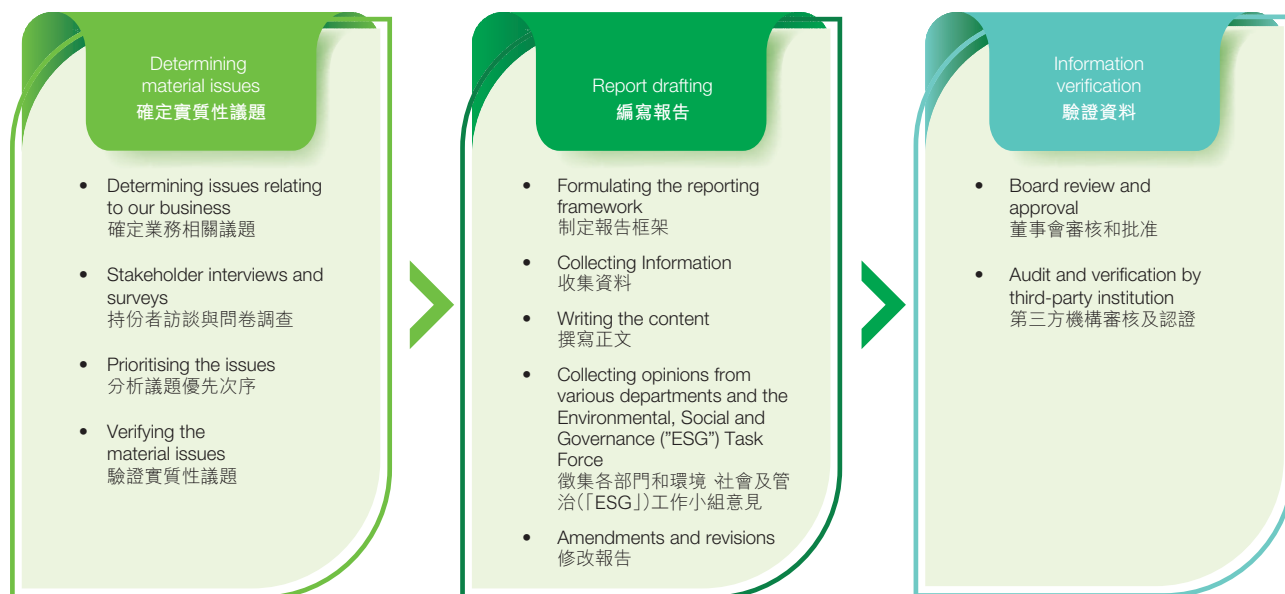 Determining
material issues
確定實質性議題
• Determining issues relating
to our business
確定業務相關議題
• Stakeholder interviews and
surveys
持份者訪談與問卷調查
• Prioritising the issues
分析議題優先次序
• Verifying the
material issues
驗證實質性議題
Report drafting
編寫報告
• Formulating the reporting
framework
制定報告框架
• Collecting Information
收集資料
• Writing the content
撰寫正文
• Collecting opinions from
various departments and the
Environmental, Social and
Governance ("ESG") Task
Force
徵集各部門和環境 社會及管
治(「ESG」)工作小組意見
• Amendments and revisions
修改報告
Information
verification
驗證資料
• Board review and
approval
董事會審核和批准
• Audit and verification by
third-party institution
第三方機構審核及認證